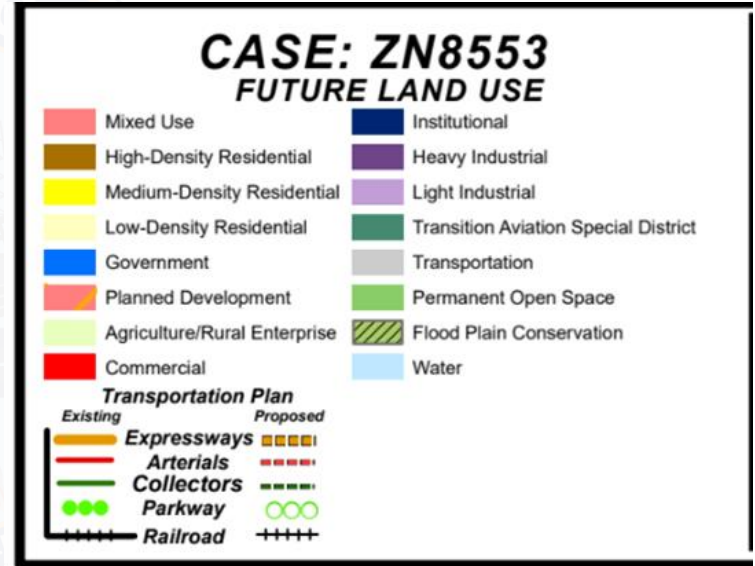 CASE: ZN8553
FUTURE LAND USE
Mixed Use
High-Density Residential
Medium-Density Residential
Low-Density Residential
Government
Planned Development
Agriculture/Rural Enterprise
Commercial
Institutional
Heavy Industrial
Light Industrial
Transition Aviation Special District
Transportation
Permanent Open Space
Flood Plain Conservation
Water
Transportation Plan
Existing Proposed
Expressways
Arterials
Collectors
Parkway
Railroad